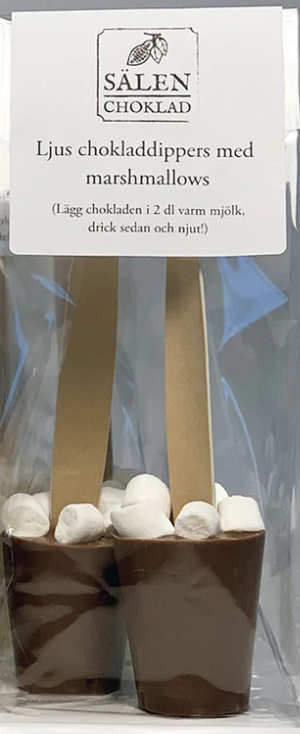 SÄLEN
CHOKLAD
Ljus chokladdippers med
marshmallows
(Lägg chokladen i 2 dl varm mjölk,
drick sedan och njut!)